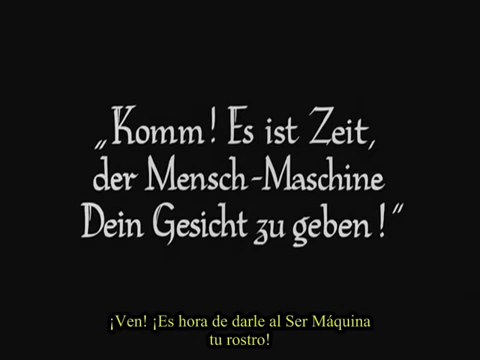 „Komm! Es ist Zeit,
der Mensch-Maschine
Dein Gesicht zu geben!“
¡Ven! ¡Es hora de darle al Ser Máquina
tu rostro!